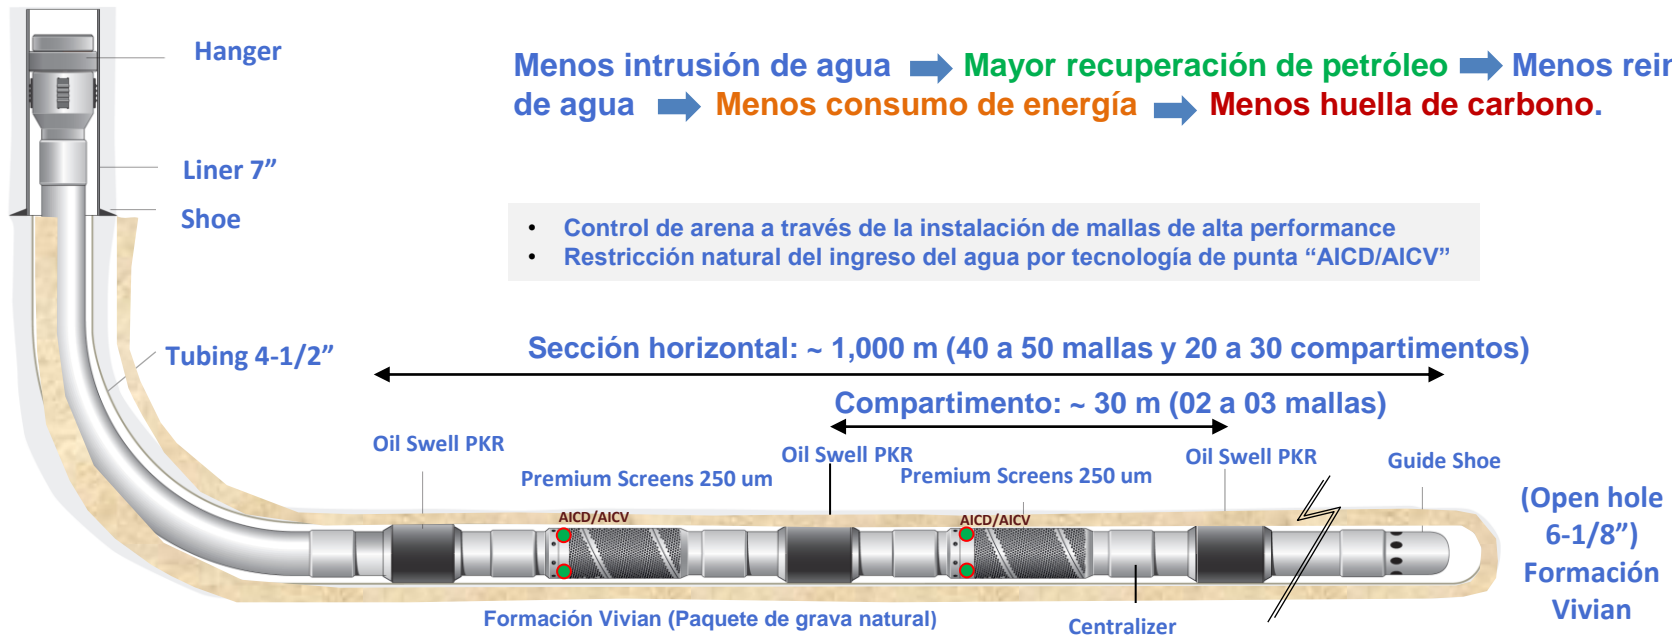 Hanger
Menos intrusión de agua Mayor recuperación de petróleo Menos
de agua Menos consumo de energía Menos huella de carbono.
Liner 7”
Shoe
• Control de arena a través de la instalación de mallas de alta performance
• Restricción natural del ingreso del agua por tecnología de punta “AICD/AICV”
Tubing 4-1/2”
Sección horizontal: ~ 1,000 m (40 a 50 mallas y 20 a 30 compartimentos)
Compartimento: ~ 30 m (02 a 03 mallas)
Oil Swell PKR
Premium Screens 250 um
Oil Swell PKR
Premium Screens 250 um
Oil Swell PKR
Guide Shoe
AICD/AICV
AICD/AICV
(Open hole
6-1/8”)
Formación
Vivian
Formación Vivian (Paquete de grava natural)
Centralizer